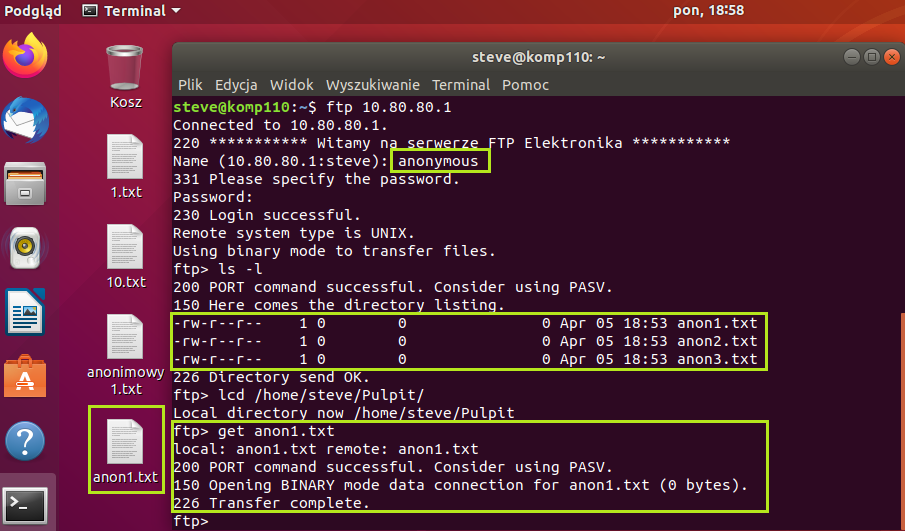 Podgląd Terminal pon, 18:58
steve@komp110: ~
Plik Edycja Widok Wyszukiwanie Terminal Pomoc
steve@komp110:~$ ftp 10.80.80.1
Connected to 10.80.80.1.
220 *********** Witamy na serwerze FTP Elektronika ***********
Name (10.80.80.1:steve): anonymous
331 Please specify the password.
Password:
230 Login successful.
Remote system type is UNIX.
Using binary mode to transfer files.
ftp> ls -l
200 PORT command successful. Consider using PASV.
150 Here comes the directory listing.
-rw-r--r-- 1 0 0 0 Apr 05 18:53 anon1.txt
-rw-r--r-- 1 0 0 0 Apr 05 18:53 anon2.txt
-rw-r--r-- 1 0 0 0 Apr 05 18:53 anon3.txt
226 Directory send OK.
ftp> lcd /home/steve/Pulpit/
Local directory now /home/steve/Pulpit
ftp> get anon1.txt
local: anon1.txt remote: anon1.txt
200 PORT command successful. Consider using PASV.
150 Opening BINARY mode data connection for anon1.txt (0 bytes).
226 Transfer complete.
ftp>
Kosz
1.txt
10.txt
anonimowy
1.txt
anon1.txt